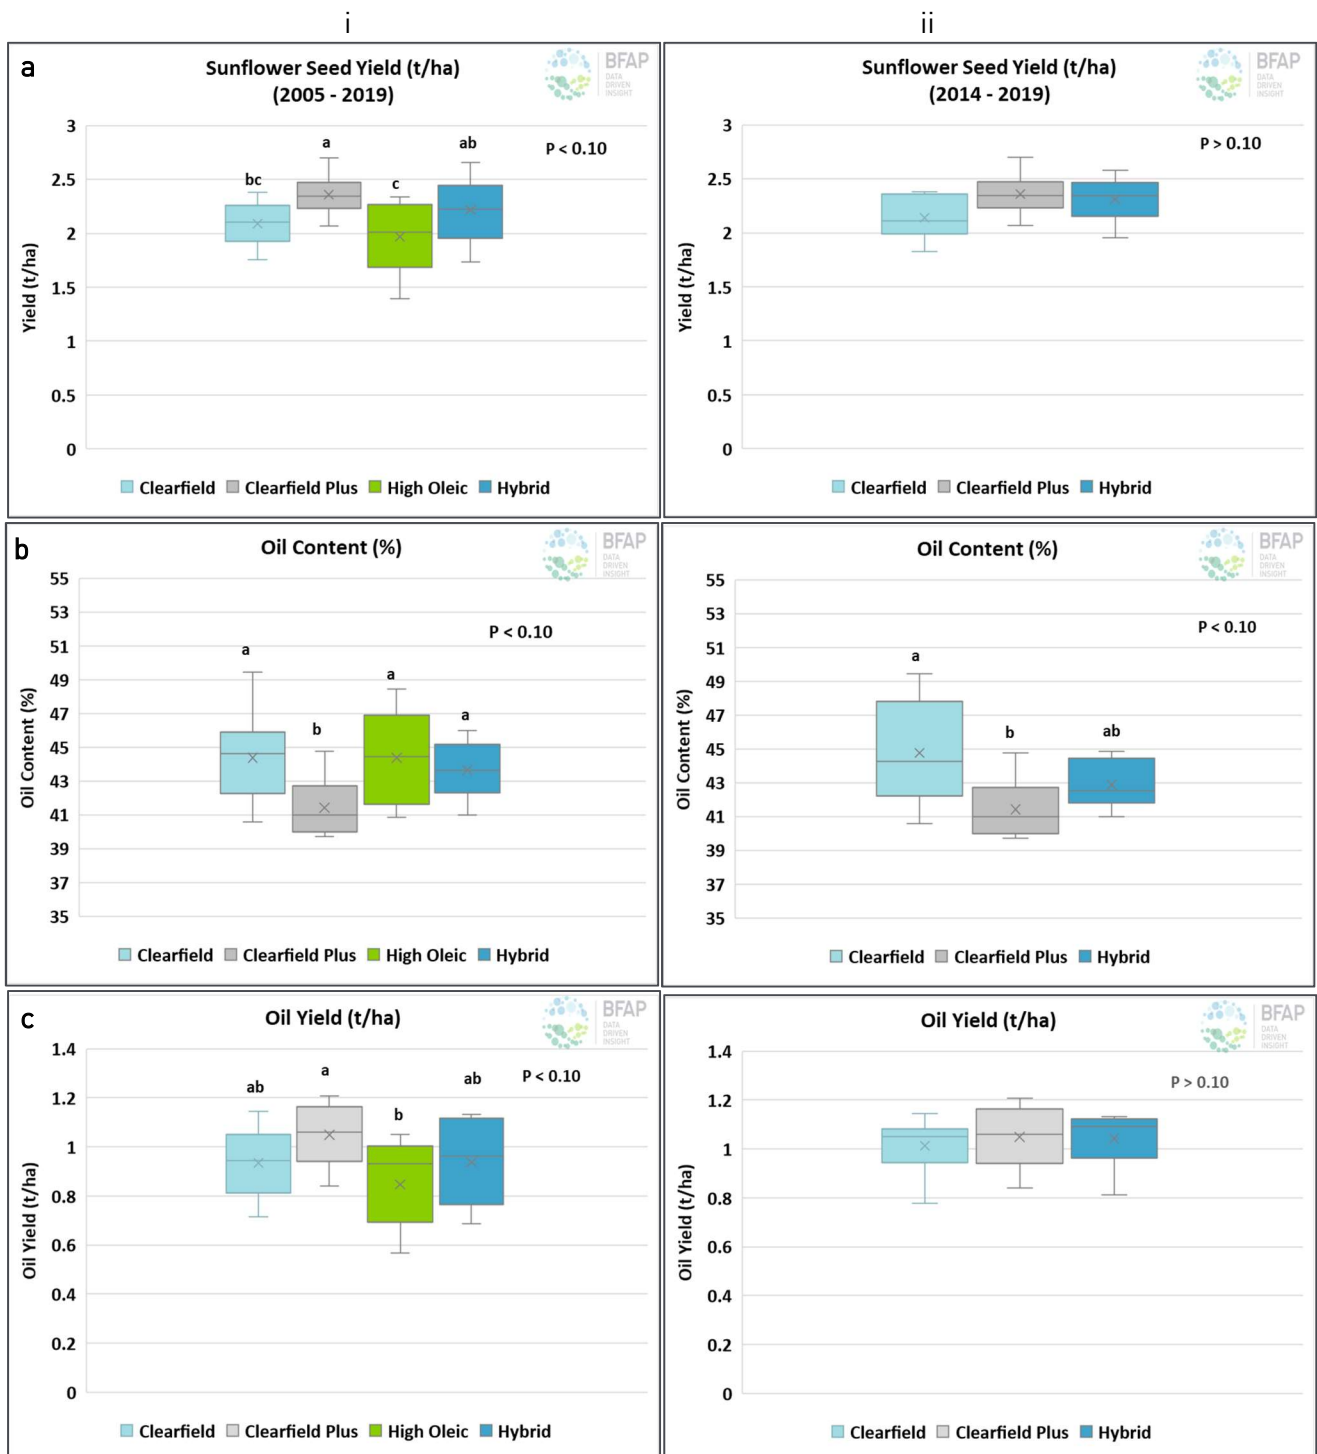 i
ii
a
Sunflower Seed Yield (t/ha)
(2005 - 2019)
BFAP
DATA
DRIVEN
INSIGHT
3
2.5
2
1.5
1
0.5
0
Yield (t/ha)
bc
a
c
ab
P < 0.10
Clearfield Clearfield Plus High Oleic Hybrid
Sunflower Seed Yield (t/ha)
(2014 - 2019)
BFAP
DATA
DRIVEN
INSIGHT
3
2.5
2
1.5
1
0.5
0
Yield (t/ha)
P > 0.10
Clearfield Clearfield Plus Hybrid
b
Oil Content (%)
BFAP
DATA
DRIVEN
INSIGHT
55
53
51
49
47
45
43
41
39
37
35
Oil Content (%)
a
b
a
a
P < 0.10
Clearfield Clearfield Plus High Oleic Hybrid
Oil Content (%)
BFAP
DATA
DRIVEN
INSIGHT
55
53
51
49
47
45
43
41
39
37
35
Oil Content (%)
a
b
ab
P < 0.10
Clearfield Clearfield Plus Hybrid
c
Oil Yield (t/ha)
BFAP
DATA
DRIVEN
INSIGHT
1.4
1.2
1
0.8
0.6
0.4
0.2
0
Oil Yield (t/ha)
ab
a
b
ab
P < 0.10
Clearfield Clearfield Plus High Oleic Hybrid
Oil Yield (t/ha)
BFAP
DATA
DRIVEN
INSIGHT
1.4
1.2
1
0.8
0.6
0.4
0.2
0
Oil Yield (t/ha)
P > 0.10
Clearfield Clearfield Plus Hybrid